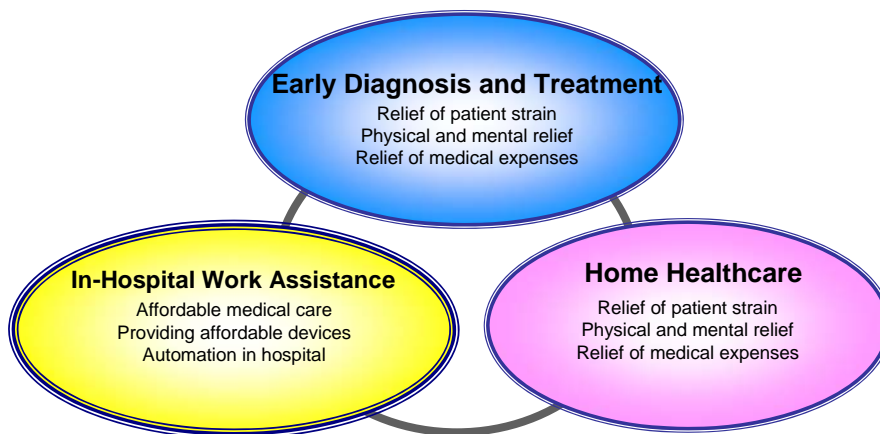 Early Diagnosis and Treatment
Relief of patient strain
Physical and mental relief
Relief of medical expenses
In-Hospital Work Assistance
Affordable medical care
Providing affordable devices
Automation in hospital
Home Healthcare
Relief of patient strain
Physical and mental relief
Relief of medical expenses